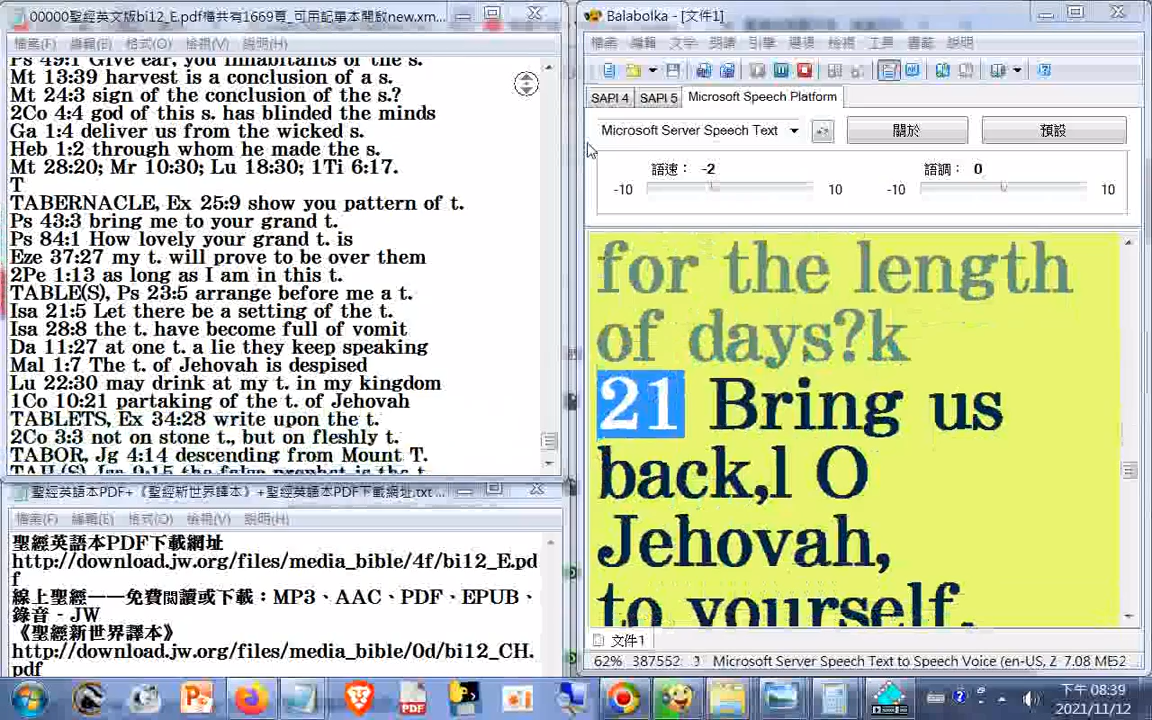 00000聖經英文版bi12_E.pdf檔共有1669頁_可用記事本開啟new.xm...
檔案(F) 編輯(E) 格式(O) 檢視(V) 說明(H)
Ps 49:1 Give ear, you inhabitants of the s.
Mt 13:39 harvest is a conclusion of a s.
Mt 24:3 sign of the conclusion of the s.?
2Co 4:4 god of this s. has blinded the minds
Ga 1:4 deliver us from the wicked s.
Heb 1:2 through whom he made the s.
Mt 28:20; Mr 10:30; Lu 18:30; 1Ti 6:17.
T
TABERNACLE, Ex 25:9 show you pattern of t.
Ps 43:3 bring me to your grand t.
Ps 84:1 How lovely your grand t. is
Eze 37:27 my t. will prove to be over them
2Pe 1:13 as long as I am in this t.
TABLE(S), Ps 23:5 arrange before me a t.
Isa 21:5 Let there be a setting of the t.
Isa 28:8 the t. have become full of vomit
Da 11:27 at one t. a lie they keep speaking
Mal 1:7 The t. of Jehovah is despised
Lu 22:30 may drink at my t. in my kingdom
1Co 10:21 partaking of the t. of Jehovah
TABLETS, Ex 34:28 write upon the t.
2Co 3:3 not on stone t., but on fleshly t.
TABOR, Jg 4:14 descending from Mount T.
TAIL(S), Isa 9:15 the false prophet is the t.
聖經英語本PDF+《聖經新世界譯本》+聖經英語本PDF下載網址.txt ...
檔案(F) 編輯(E) 格式(O) 檢視(V) 說明(H)
聖經英語本PDF下載網址
http://download.jw.org/files/media_bible/4f/bi12_E.pd
f
線上聖經——免費閱讀或下載：MP3、AAC、PDF、EPUB、
錄音 - JW
《聖經新世界譯本》
http://download.jw.org/files/media_bible/0d/bi12_CH.
pdf
Balabolka - [文件1]
檔案 編輯 文字 朗讀 引擎 選項 檢視 工具 書籤 說明
SAPI 4 SAPI 5 Microsoft Speech Platform
Microsoft Server Speech Text 關於 預設
語速： -2 語調： 0
-10 10 -10 10
for the length
of days?k
21 Bring us
back,l O
Jehovah,
to yourself,
文件1
62% 387552: Microsoft Server Speech Text to Speech Voice (en-US, Z 7.08 ME52
下午 08:39
2021/11/12